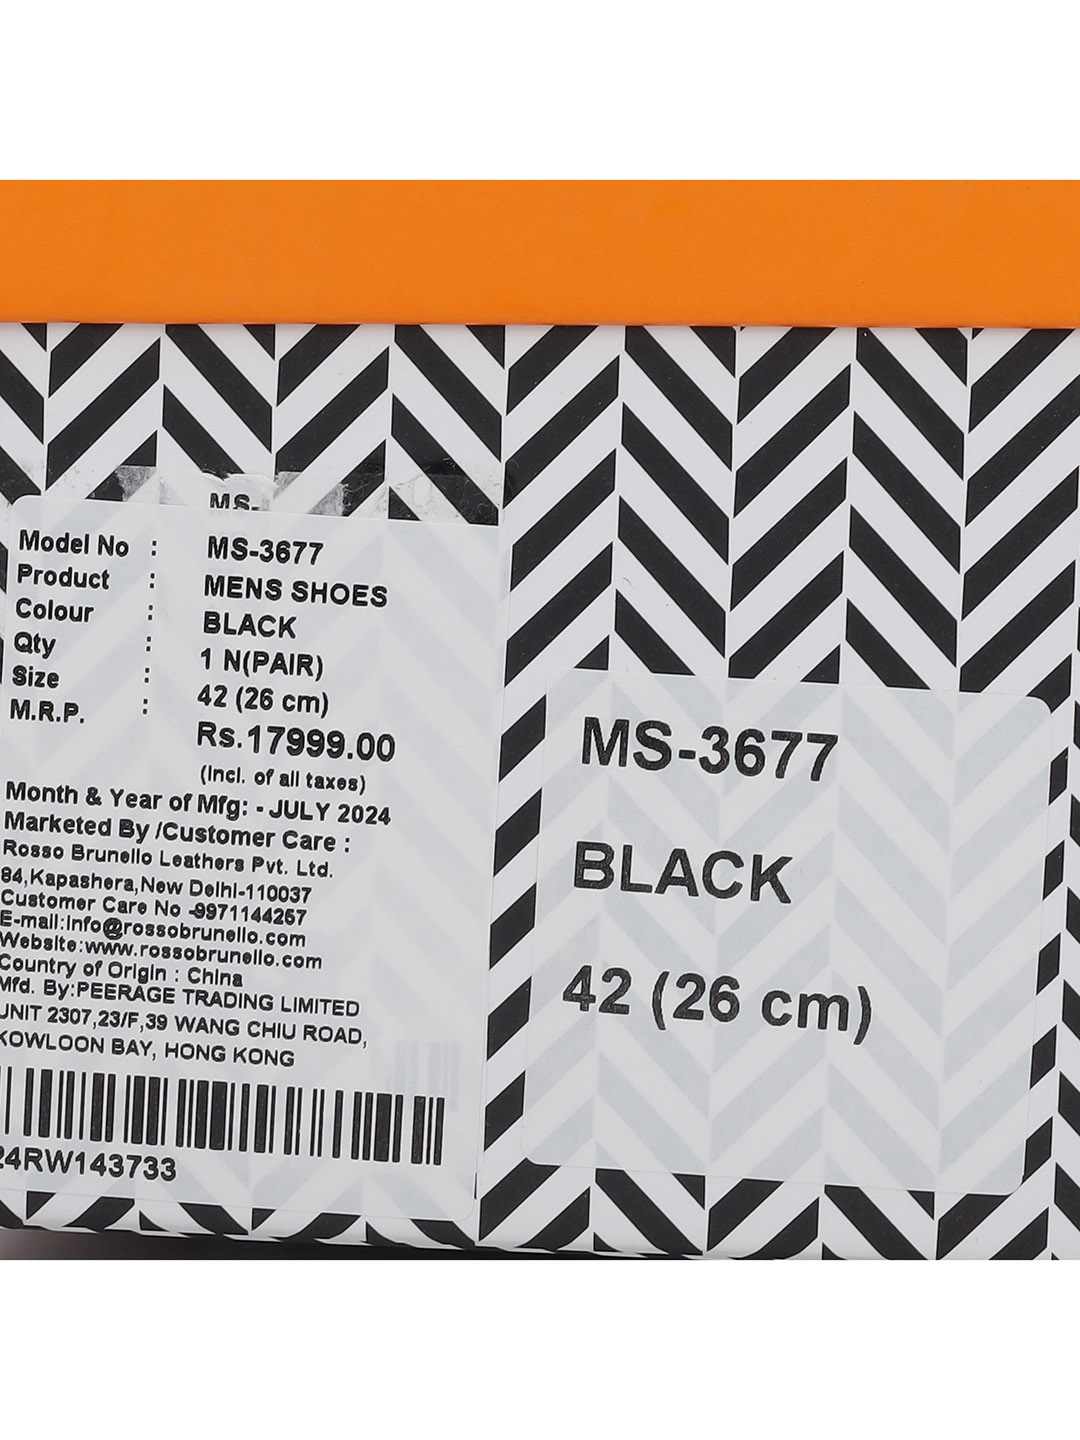 MS-
Model No : MS-3677
Product : MENS SHOES
Colour : BLACK
Qty : 1 N(PAIR)
Size : 42 (26 cm)
M.R.P. : Rs.17999.00
(Incl. of all taxes)
Month & Year of Mfg: - JULY 2024
Marketed By /Customer Care :
Rosso Brunello Leathers Pvt. Ltd.
84,Kapashera,New Delhi-110037
Customer Care No -9971144257
E-mail:Info@rossobrunello.com
Website:www.rossobrunello.com
Country of Origin : China
Mfd. By:PEERAGE TRADING LIMITED
UNIT 2307,23/F,39 WANG CHIU ROAD,
KOWLOON BAY, HONG KONG
24RW143733
MS-3677
BLACK
42 (26 cm)